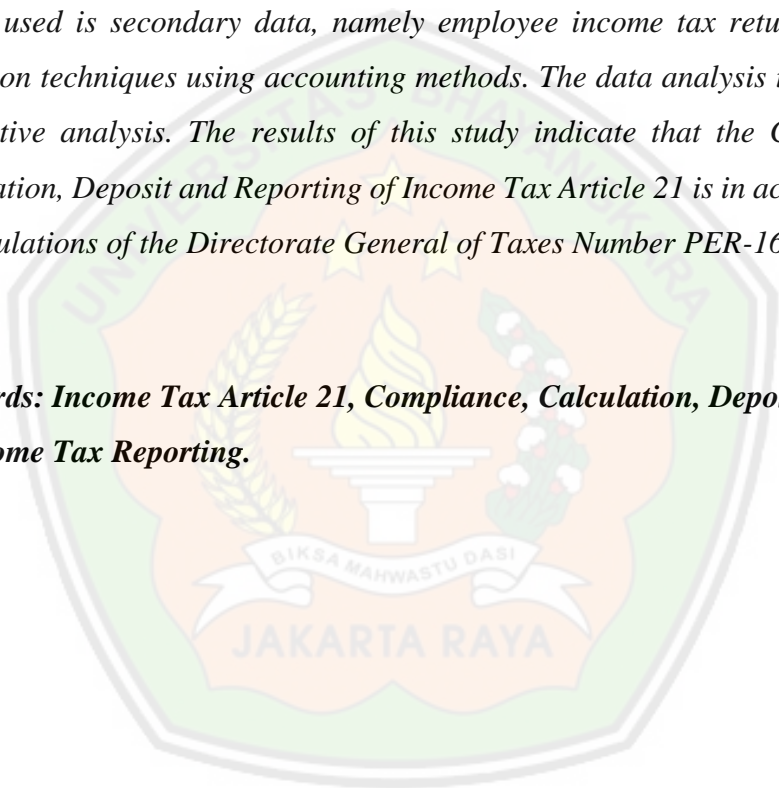 used is secondary data, namely employee income tax retu
on techniques using accounting methods. The data analysis
tive analysis. The results of this study indicate that the
ation, Deposit and Reporting of Income Tax Article 21 is in
ulations of the Directorate General of Taxes Number PER-16
rds: Income Tax Article 21, Compliance, Calculation, Depo
ome Tax Reporting.
UNIVERSITAS BHAYANGKARA
BIKSA MAHWASTU DASI
JAKARTA RAYA